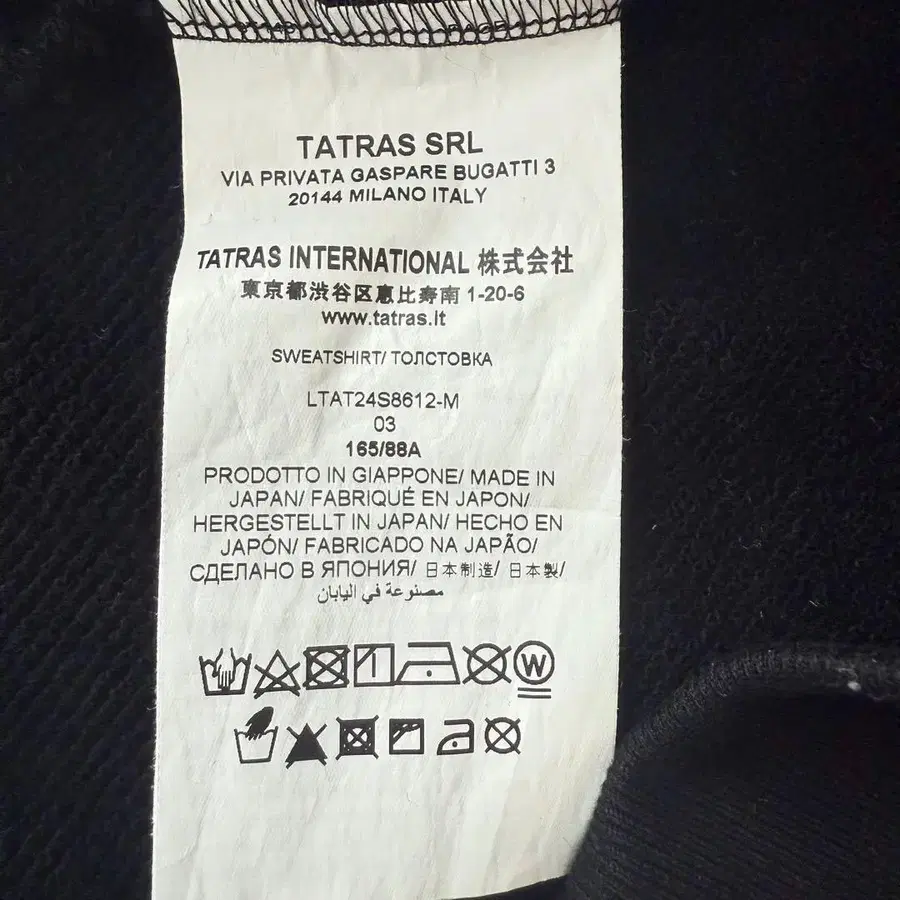 TATRAS SRL
VIA PRIVATA GASPARE BUGATTI 3
20144 MILANO ITALY
TATRAS INTERNATIONAL 株式会社
東京都渋谷区恵比寿南 1-20-6
www.tatras.it
SWEATSHIRT/ ТОЛСТОВКА
LTAT24S8612-M
03
165/88A
PRODOTTO IN GIAPPONE/ MADE IN
JAPAN/ FABRIQUÉ EN JAPON/
HERGESTELLT IN JAPAN/ HECHO EN
JAPÓN/ FABRICADO NA JAPÃO/
СДЕЛАНО В ЯПОНИЯ/ 日本制造/ 日本製/
مصنوعة في اليابان
W